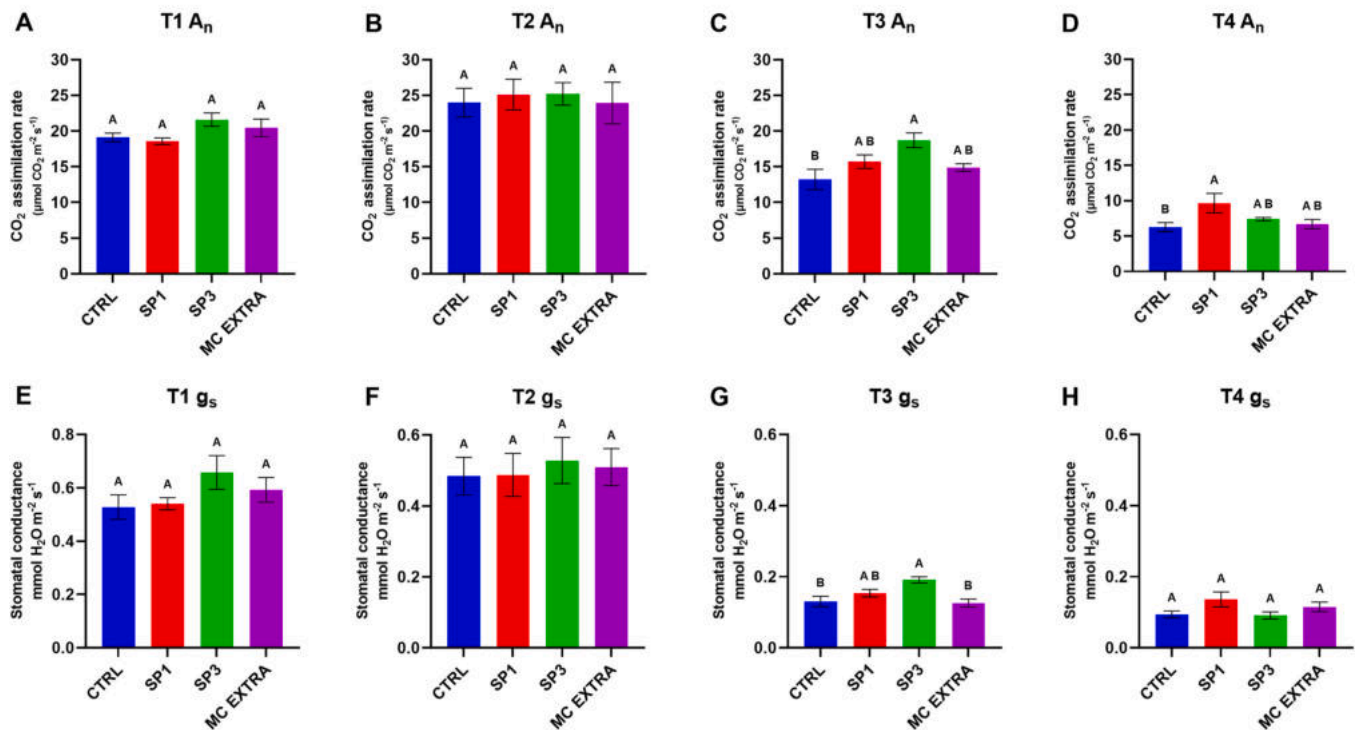 A
T1 Aₙ
CO₂ assimilation rate
(µmol CO₂ m⁻² s⁻¹)
30
25
20
15
10
5
0
A
A
A
A
CTRL
SP1
SP3
MC EXTRA
B
T2 Aₙ
CO₂ assimilation rate
(µmol CO₂ m⁻² s⁻¹)
30
25
20
15
10
5
0
A
A
A
A
CTRL
SP1
SP3
MC EXTRA
C
T3 Aₙ
CO₂ assimilation rate
(µmol CO₂ m⁻² s⁻¹)
30
25
20
15
10
5
0
B
A B
A
A B
CTRL
SP1
SP3
MC EXTRA
D
T4 Aₙ
CO₂ assimilation rate
(µmol CO₂ m⁻² s⁻¹)
30
25
20
15
10
5
0
B
A
A B
A B
CTRL
SP1
SP3
MC EXTRA
E
T1 gₛ
Stomatal conductance
mmol H₂O m⁻² s⁻¹
0.8
0.6
0.4
0.2
0.0
A
A
A
A
CTRL
SP1
SP3
MC EXTRA
F
T2 gₛ
Stomatal conductance
mmol H₂O m⁻² s⁻¹
0.6
0.4
0.2
0.0
A
A
A
A
CTRL
SP1
SP3
MC EXTRA
G
T3 gₛ
Stomatal conductance
mmol H₂O m⁻² s⁻¹
0.6
0.4
0.2
0.0
B
A B
A
B
CTRL
SP1
SP3
MC EXTRA
H
T4 gₛ
Stomatal conductance
mmol H₂O m⁻² s⁻¹
0.6
0.4
0.2
0.0
A
A
A
A
CTRL
SP1
SP3
MC EXTRA